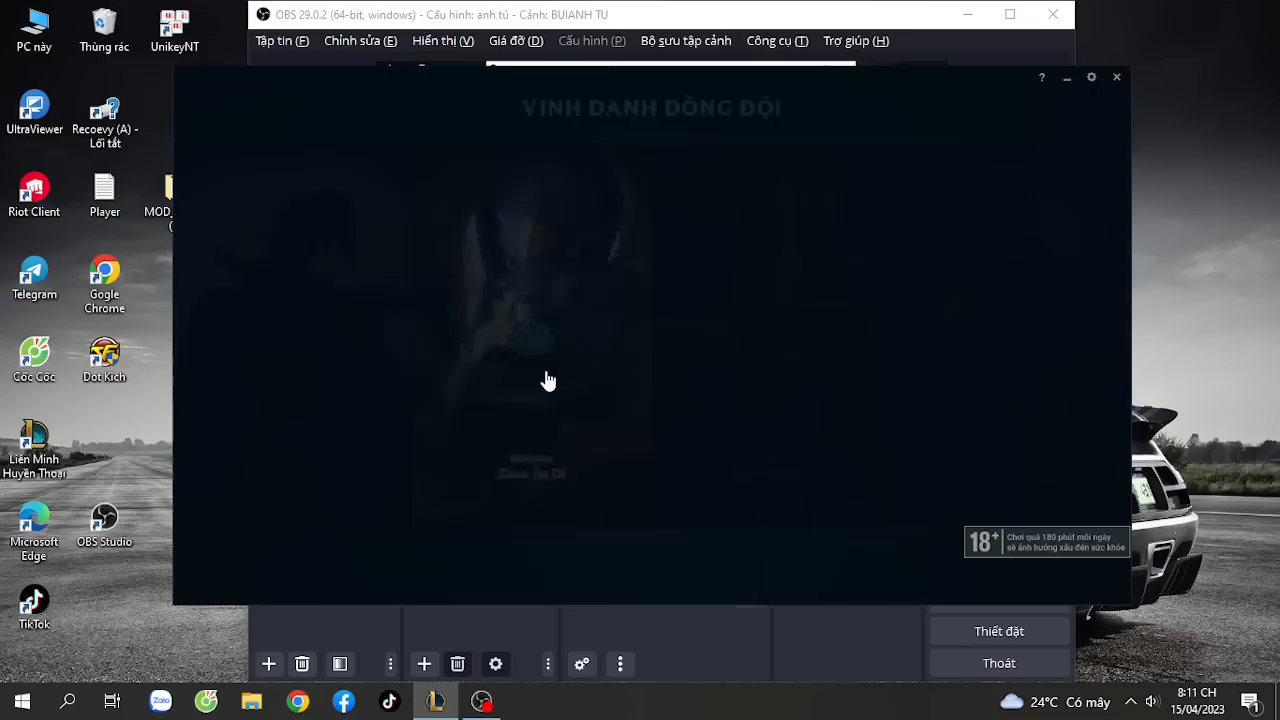 OBS 29.0.2 (64-bit, windows) - Cấu hình: anh tú - Cảnh: BUIANH TU
Tập tin (F) Chỉnh sửa (E) Hiển thị (V) Giá đỡ (D) Cấu hình (P) Bộ sưu tập cảnh Công cụ (T) Trợ giúp (H)
PC này
Thùng rác
UnikeyNT
VINH DANH ĐỒNG ĐỘI
UltraViewer
Recoevy (A) -
Lối tắt
Riot Client
Player
MOD_
Telegram
Gogle
Chrome
Cốc Cốc
Dot Kich
Liên Minh
Huyền Thoại
Microsoft
Edge
OBS Studio
18+
Chơi quá 180 phút mỗi ngày
sẽ ảnh hưởng xấu đến sức khỏe
TikTok
Thiết đặt
Thoát
Zalo
24°C Có mây
8:11 CH
15/04/2023